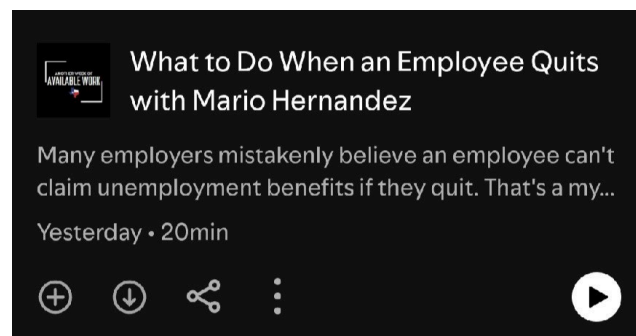 AVAILABLE WORK
What to Do When an Employee Quits
with Mario Hernandez
Many employers mistakenly believe an employee can't
claim unemployment benefits if they quit. That's a my...
Yesterday • 20min